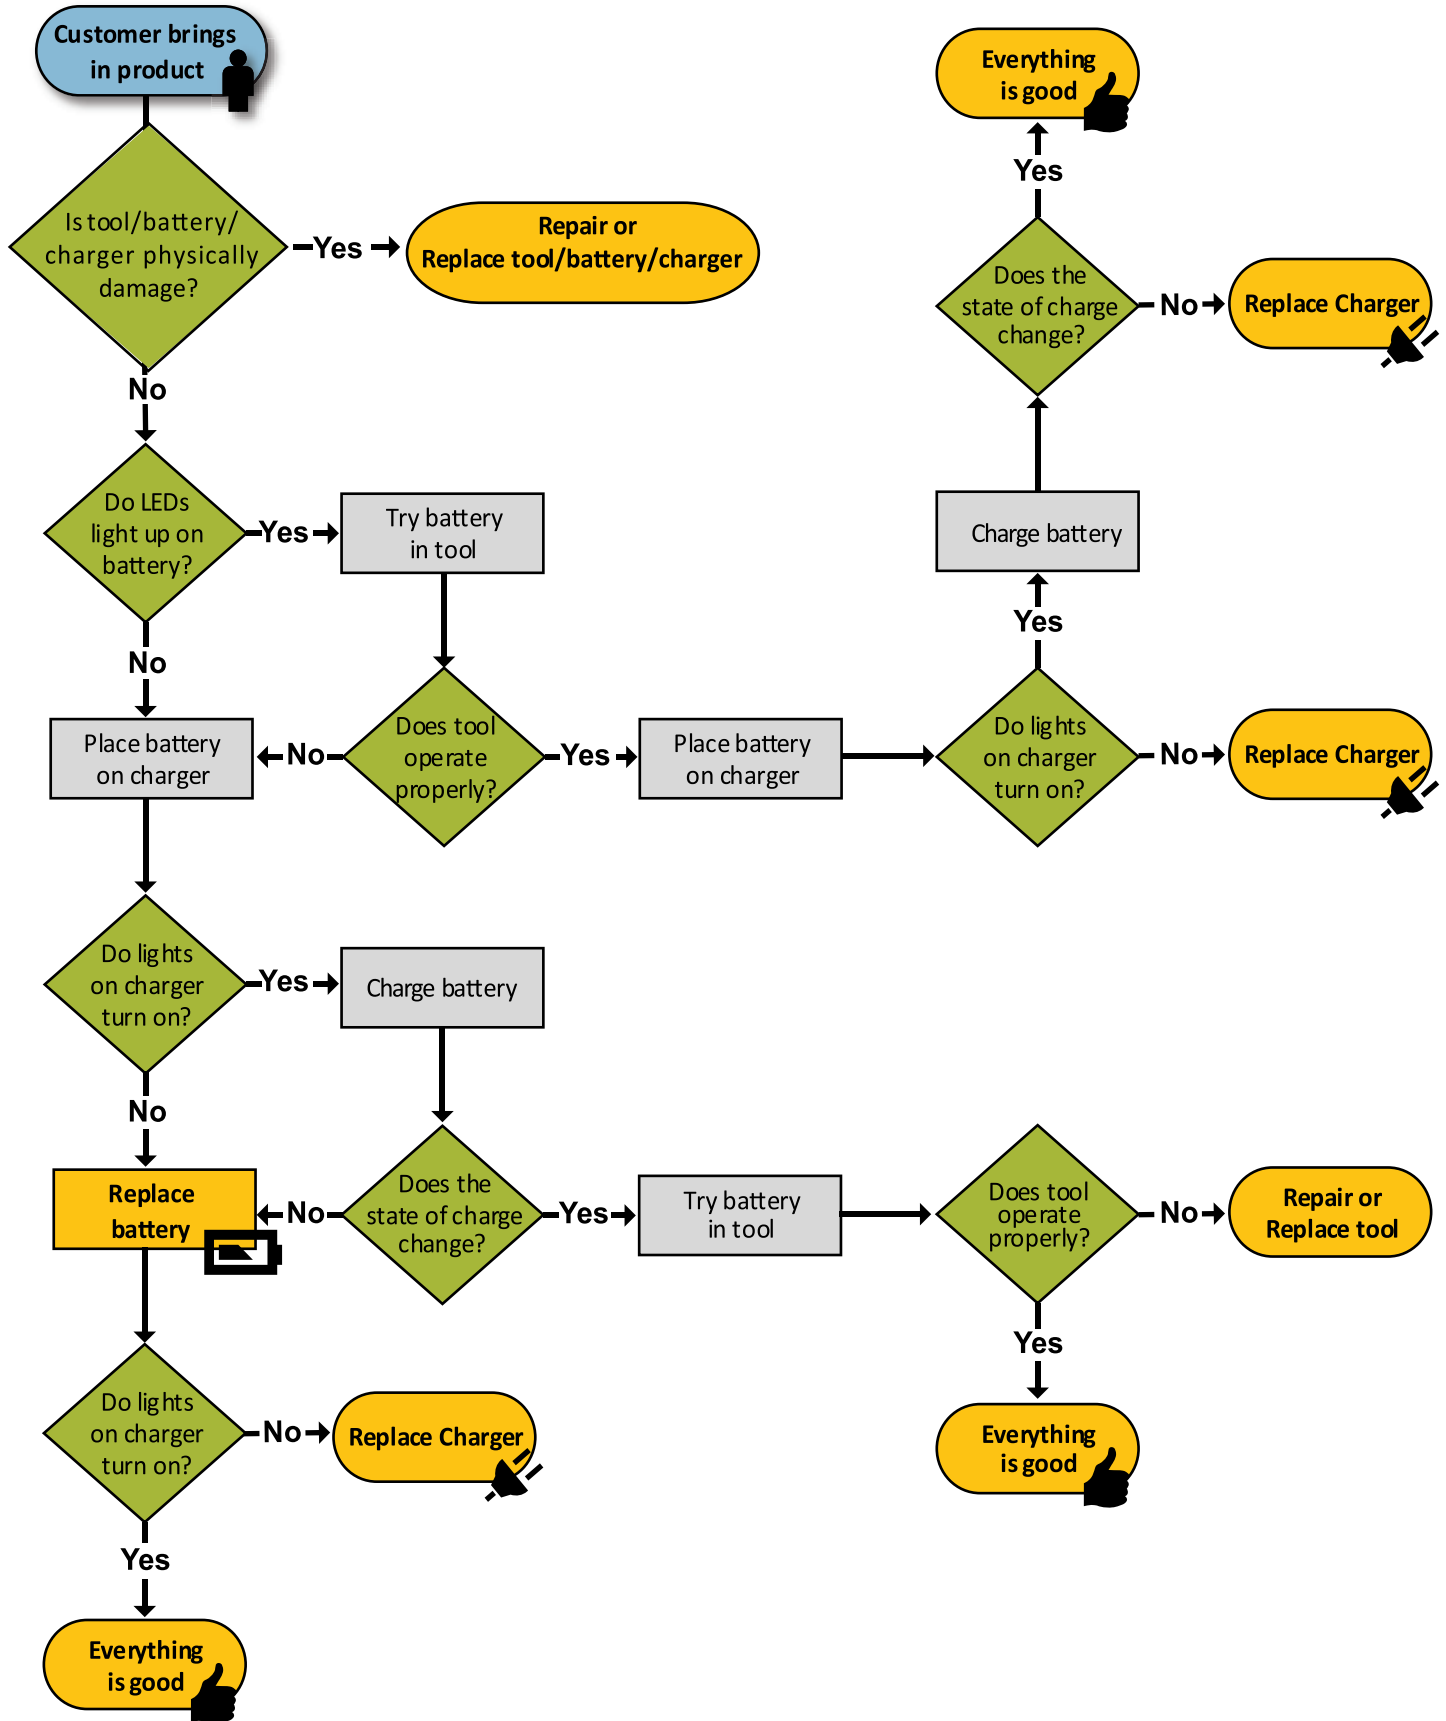 Customer brings
in product
Is tool/battery/
charger physically
damage?
Yes
Repair or
Replace tool/battery/charger
No
Do LEDs
light up on
battery?
Yes
Try battery
in tool
No
Place battery
on charger
No
Does tool
operate
properly?
Yes
Place battery
on charger
Do lights
on charger
turn on?
No
Replace Charger
Yes
Charge battery
Does the
state of charge
change?
No
Replace Charger
Yes
Everything
is good
Do lights
on charger
turn on?
Yes
Charge battery
No
Replace
battery
No
Does the
state of charge
change?
Yes
Try battery
in tool
Does tool
operate
properly?
No
Repair or
Replace tool
Yes
Everything
is good
Do lights
on charger
turn on?
No
Replace Charger
Yes
Everything
is good